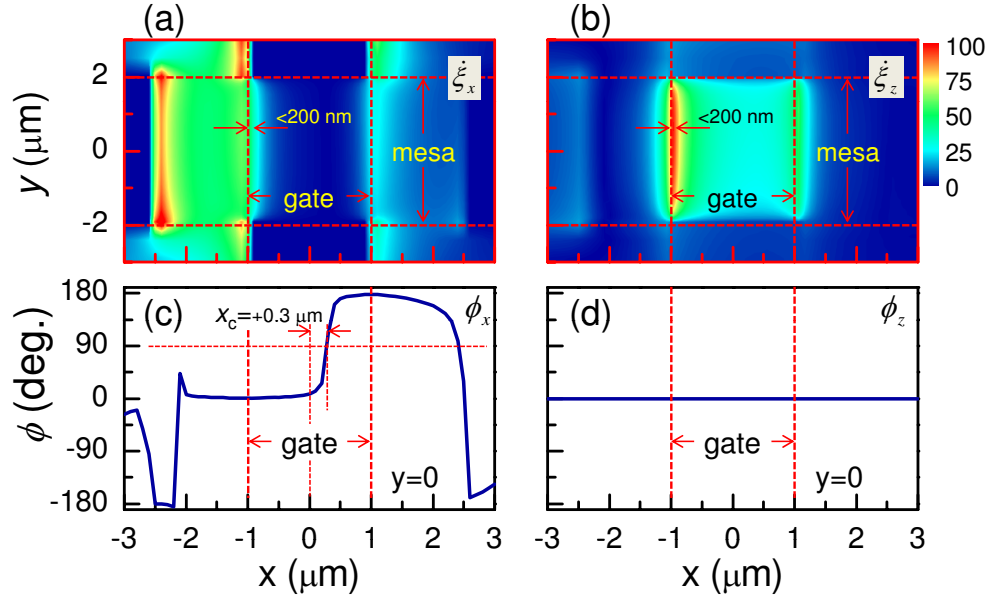 (a)
(b)
ξ̇x
ξ̇z
<200 nm
<200 nm
mesa
mesa
gate
gate
y (μm)
2
0
-2
100
75
50
25
0
(c)
(d)
xc=+0.3 μm
ϕx
ϕz
ϕ (deg.)
180
90
0
-90
-180
gate
gate
y=0
y=0
-3 -2 -1 0 1 2 3
-3 -2 -1 0 1 2 3
x (μm)
x (μm)